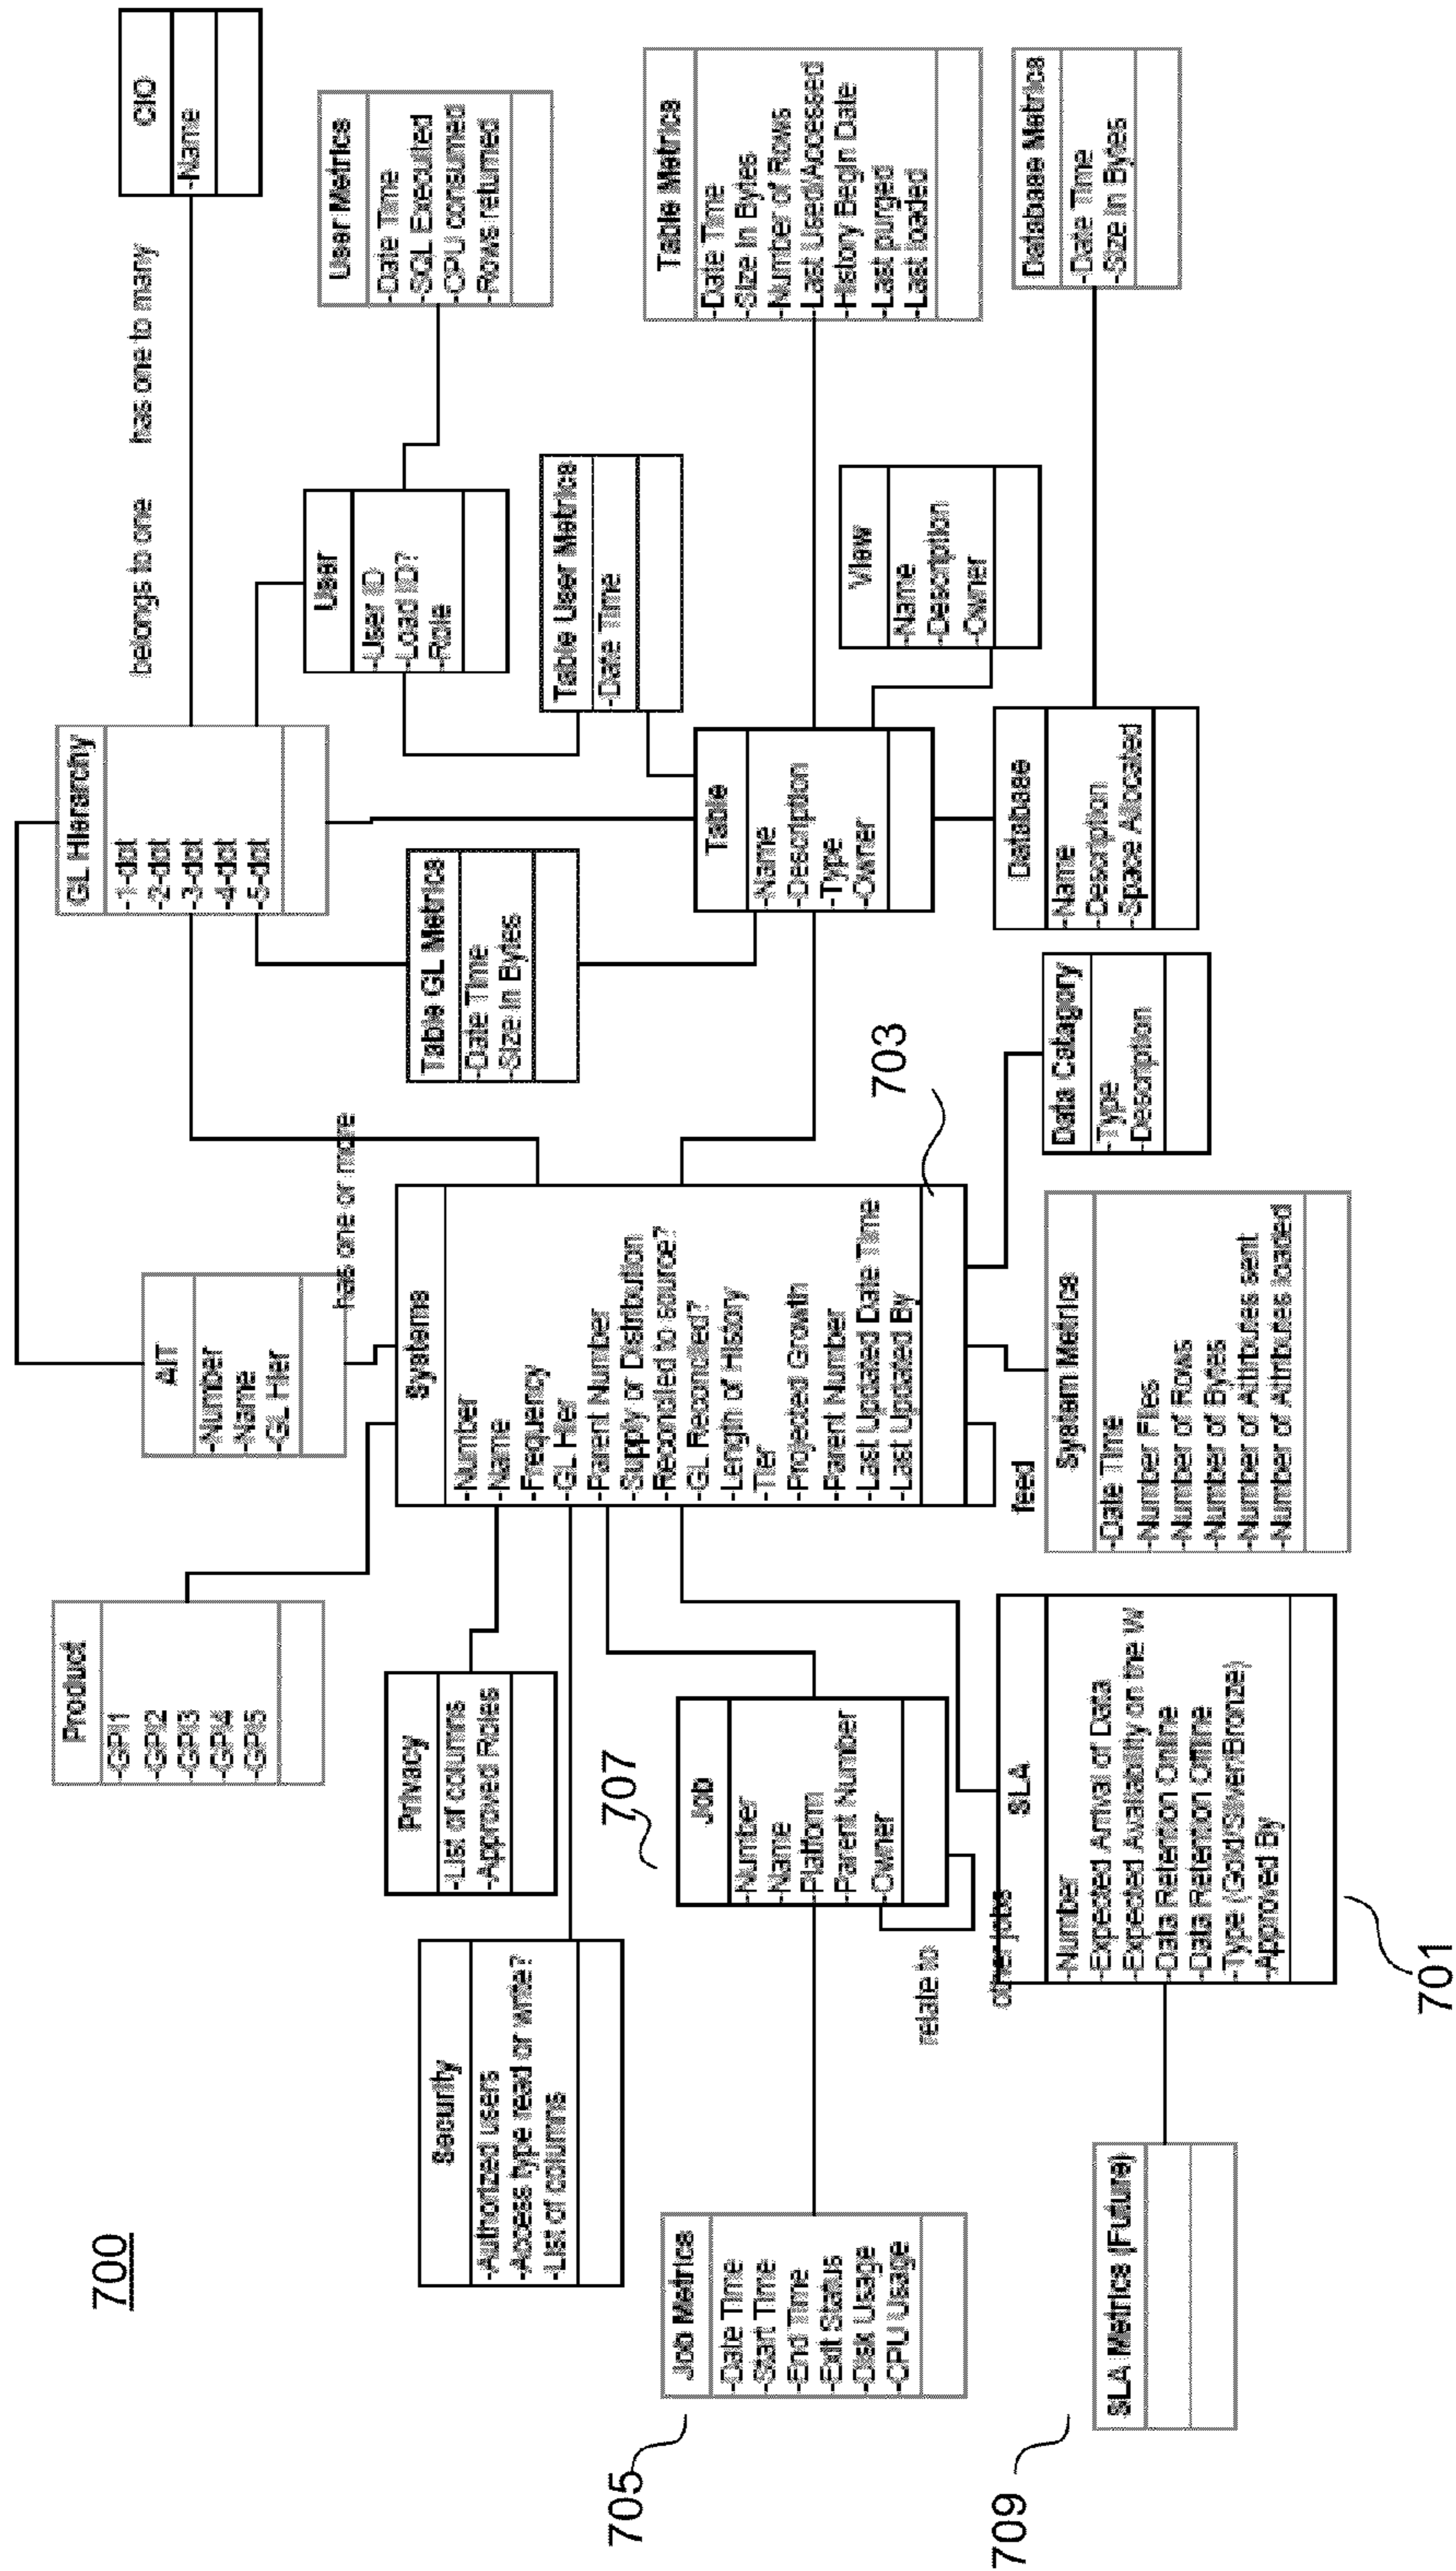 700
Product
-GPI1
-GP2
-GP3
-GP4
-GP5
AIT
-Number
-Name
-GL Hier
has one or more
GL Hierarchy
-1-dot
-2-dot
-3-dot
-4-dot
-5-dot
belongs to one
has one to many
CIO
-Name
Security
-Authorized users
-Access type read or write?
-List of columns
Privacy
-List of columns
-Approved Roles
Systems
-Number
-Name
-Frequency
-GL Hier
-Parent Number
-Supply or Distribution
-Reconciled to source?
-GL Reconciled?
-Length of History
-Tier
-Projected Growth
-Parent Number
-Last Updated Date Time
-Last Updated By
feed
703
Table GL Metrics
-Date Time
-Size In Bytes
User
-User ID
-Load ID?
-Role
User Metrics
-Date Time
-SQL Executed
-CPU consumed
-Rows returned
Table User Metrics
-Date Time
705
Job Metrics
-Date Time
-Start Time
-End Time
-Exit Status
-Disk Usage
-CPU Usage
707
Job
-Number
-Name
-Platform
-Parent Number
-Owner
relate to
other jobs
Table
-Name
-Description
-Type
-Owner
Table Metrics
-Date Time
-Size In Bytes
-Number of Rows
-Last Used/Accessed
-History Begin Date
-Last purged
-Last Loaded
View
-Name
-Description
-Owner
709
SLA Metrics (Future)
SLA
-Number
-Expected Arrival of Data
-Expected Availability on the W
-Data Retention Online
-Data Retention Offline
-Type (Gold-Silver-Bronze)
-Approved By
701
System Metrics
-Date Time
-Number Files
-Number of Rows
-Number of Bytes
-Number of Attributes sent
-Number of Attributes loaded
Data Catagory
-Type
-Description
Database
-Name
-Description
-Space Allocated
Database Metrics
-Date Time
-Size In Bytes